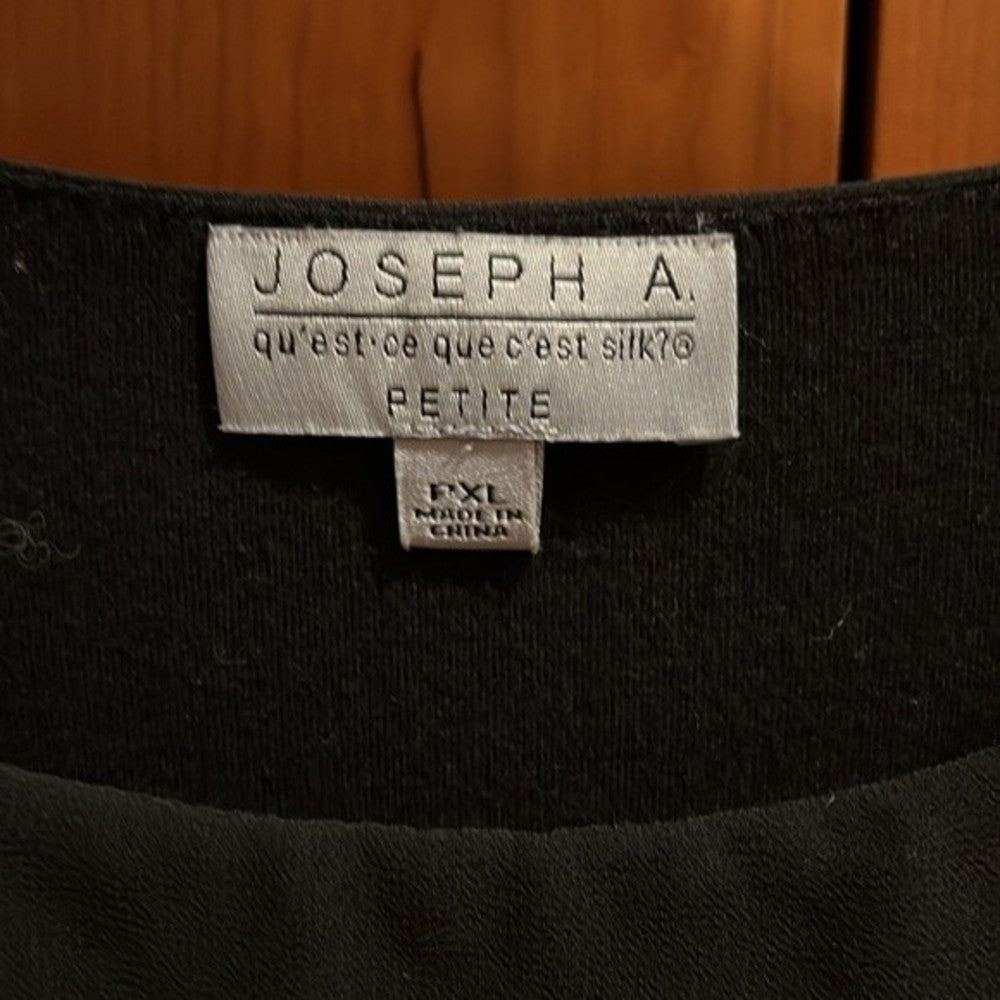 JOSEPH A.
qu'est·ce que c'est silk?®
PETITE
PXL
MADE IN
CHINA